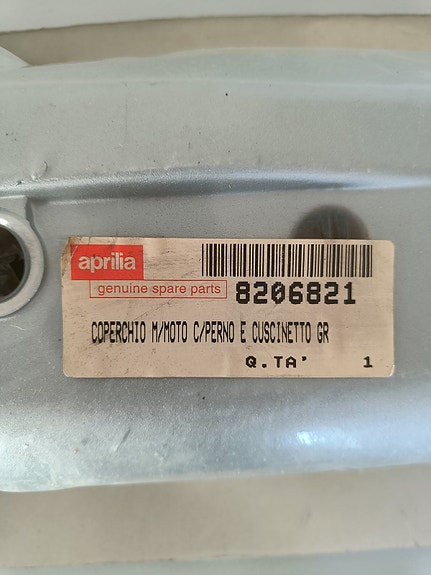 aprilia
genuine spare parts 8206821
COPERCHIO M/MOTO C/PERNO E CUSCINETTO GR
Q.TA' 1